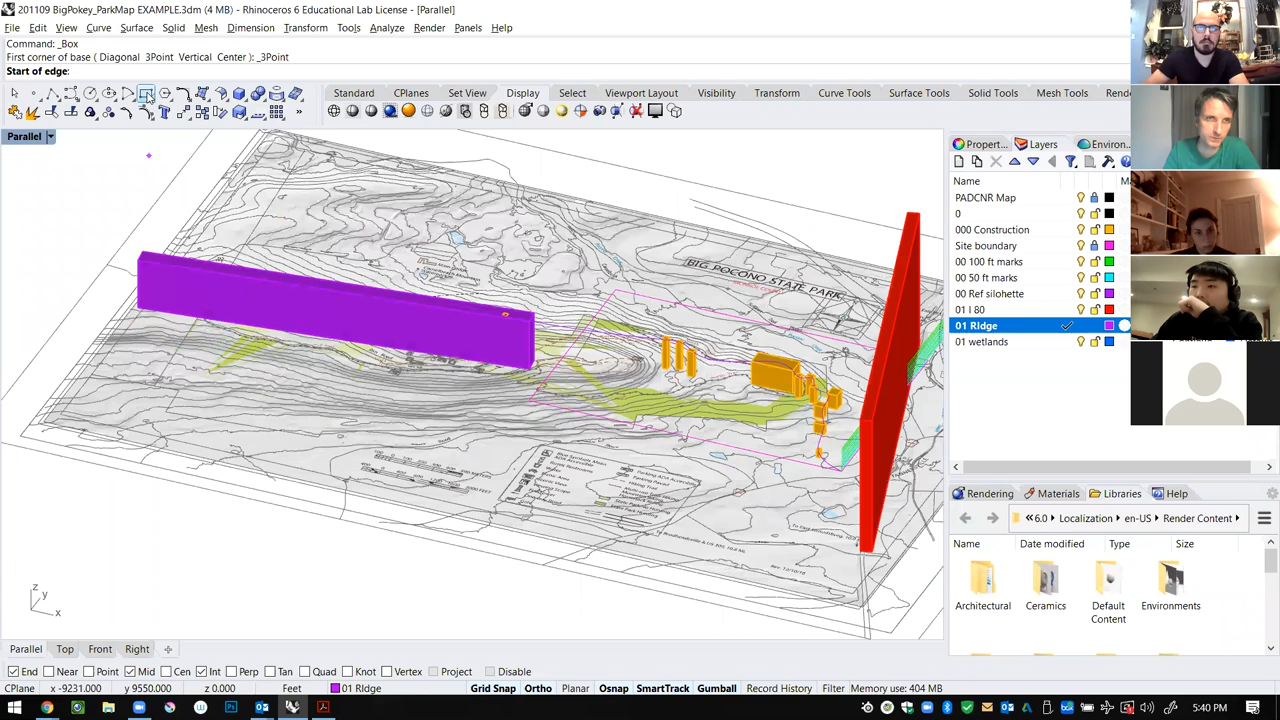 201109 BigPokey_ParkMap EXAMPLE.3dm (4 MB) - Rhinoceros 6 Educational Lab License - [Parallel]
File Edit View Curve Surface Solid Mesh Dimension Transform Tools Analyze Render Panels Help
Command: _Box
First corner of base ( Diagonal 3Point Vertical Center ): _3Point
Start of edge:
Standard CPlanes Set View Display Select Viewport Layout Visibility Transform Curve Tools Surface Tools Solid Tools Mesh Tools
Parallel
Propert... Layers Environ...
Name
PADCNR Map
0
000 Construction
Site boundary
00 100 ft marks
00 50 ft marks
00 Ref silohette
01 I 80
01 RIdge
01 wetlands
BIG POCONO STATE PARK
Rendering Materials Libraries Help
6.0 Localization en-US Render Content
Name Date modified Type Size
Architectural Ceramics Default Content Environments
z
y
x
Parallel Top Front Right
End Near Point Mid Cen Int Perp Tan Quad Knot Vertex Project Disable
CPlane x -9231.000 y 9550.000 z 0.000 Feet 01 RIdge Grid Snap Ortho Planar Osnap SmartTrack Gumball Record History Filter Memory use: 404 MB
5:40 PM